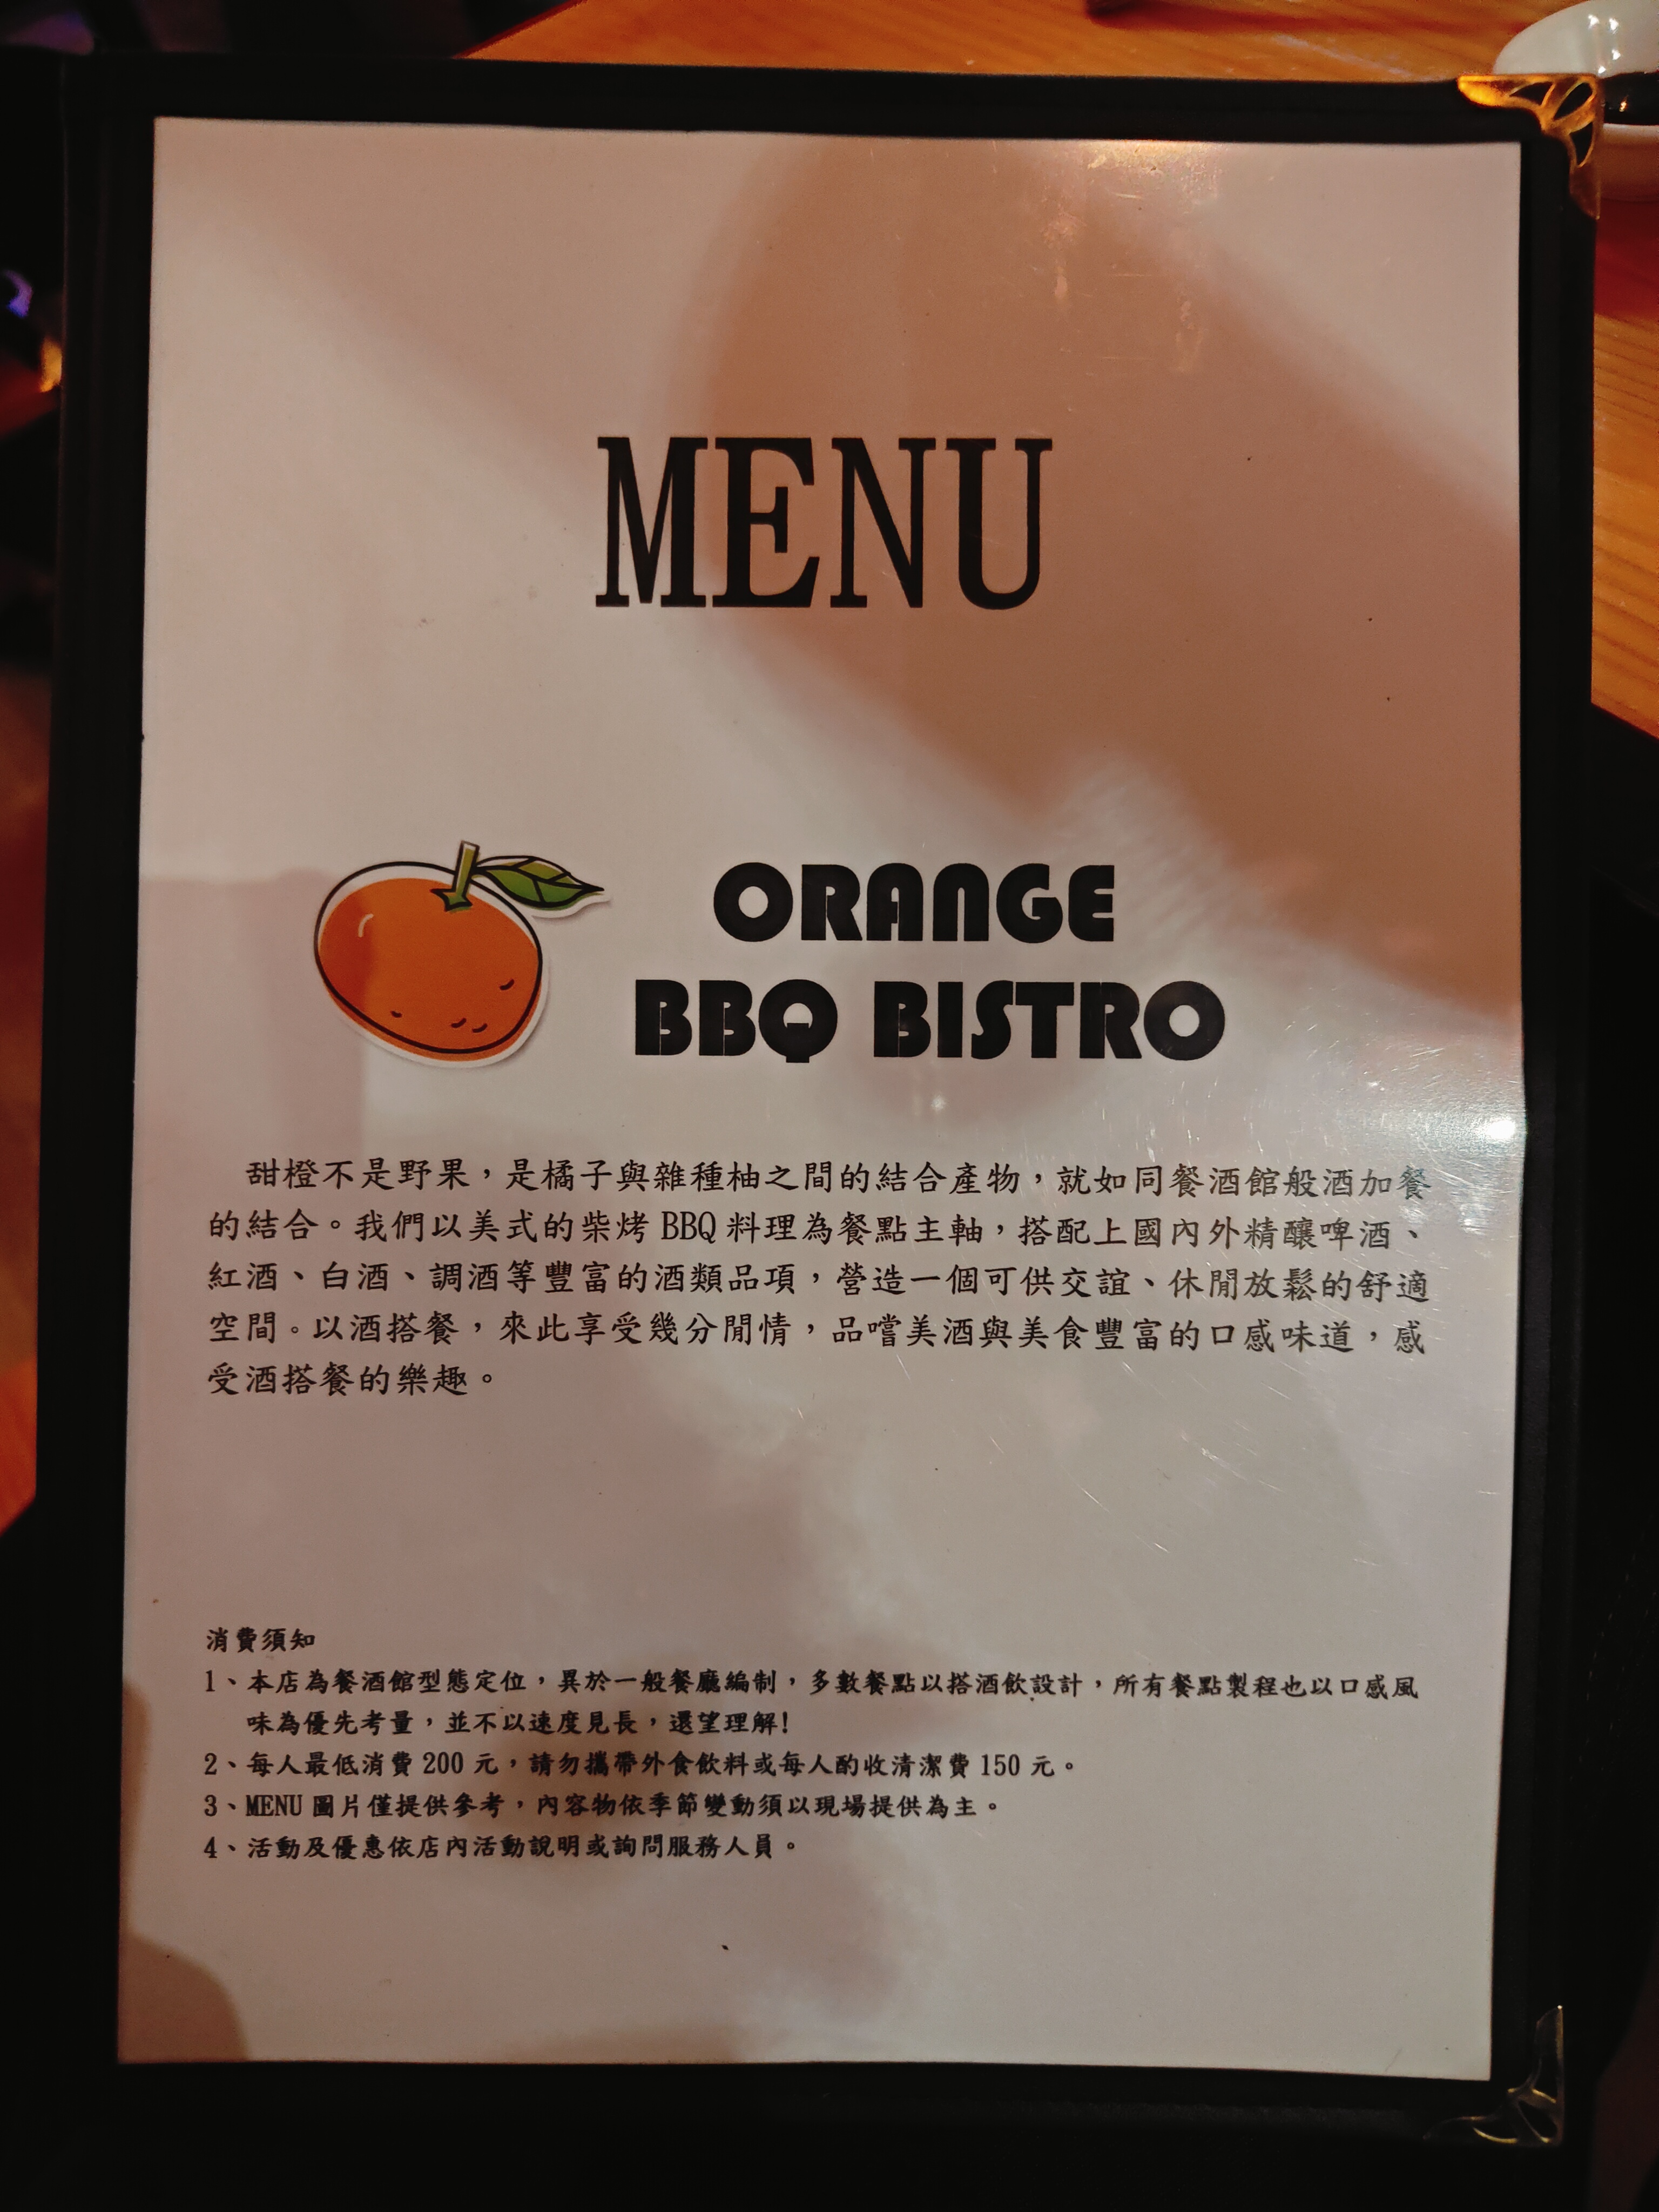 MENU
ORANGE
BBQ BISTRO
甜橙不是野果，是橘子與雜種柚之間的結合產物，就如同餐酒館般酒加餐
的結合。我們以美式的柴烤 BBQ 料理為餐點主軸，搭配上國內外精釀啤酒、
紅酒、白酒、調酒等豐富的酒類品項，營造一個可供交誼、休閒放鬆的舒適
空間。以酒搭餐，來此享受幾分閒情，品嚐美酒與美食豐富的口感味道，感
受酒搭餐的樂趣。
消費須知
1、本店為餐酒館型態定位，異於一般餐廳編制，多數餐點以搭酒飲設計，所有餐點製程也以口感風
味為優先考量，並不以速度見長，還望理解!
2、每人最低消費 200 元，請勿攜帶外食飲料或每人酌收清潔費 150 元。
3、MENU 圖片僅提供參考，內容物依季節變動須以現場提供為主。
4、活動及優惠依店內活動說明或詢問服務人員。